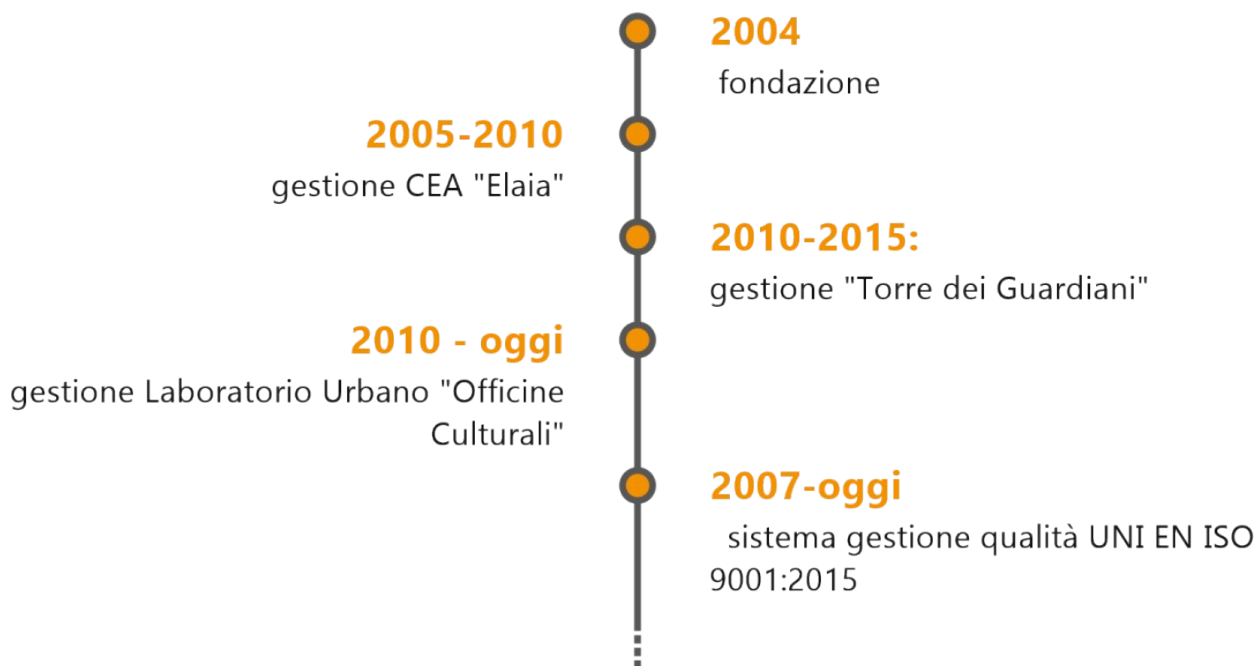 2004
fondazione
2005-2010
gestione CEA "Elaia"
2010-2015:
gestione "Torre dei Guardiani"
2010 - oggi
gestione Laboratorio Urbano "Officine
Culturali"
2007-oggi
sistema gestione qualità UNI EN ISO
9001:2015